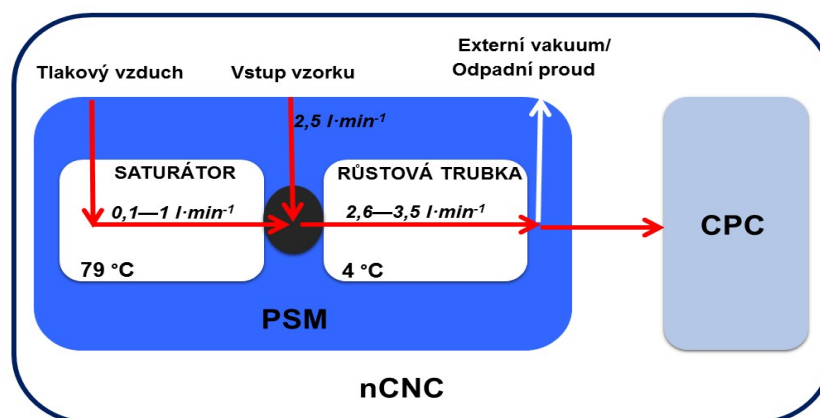 Externí vakuum/
Odpadní proud
Tlakový vzduch
Vstup vzorku
2,5 l·min-1
SATURÁTOR
RŮSTOVÁ TRUBKA
0,1—1 l·min-1
2,6—3,5 l·min-1
79 °C
4 °C
CPC
PSM
nCNC